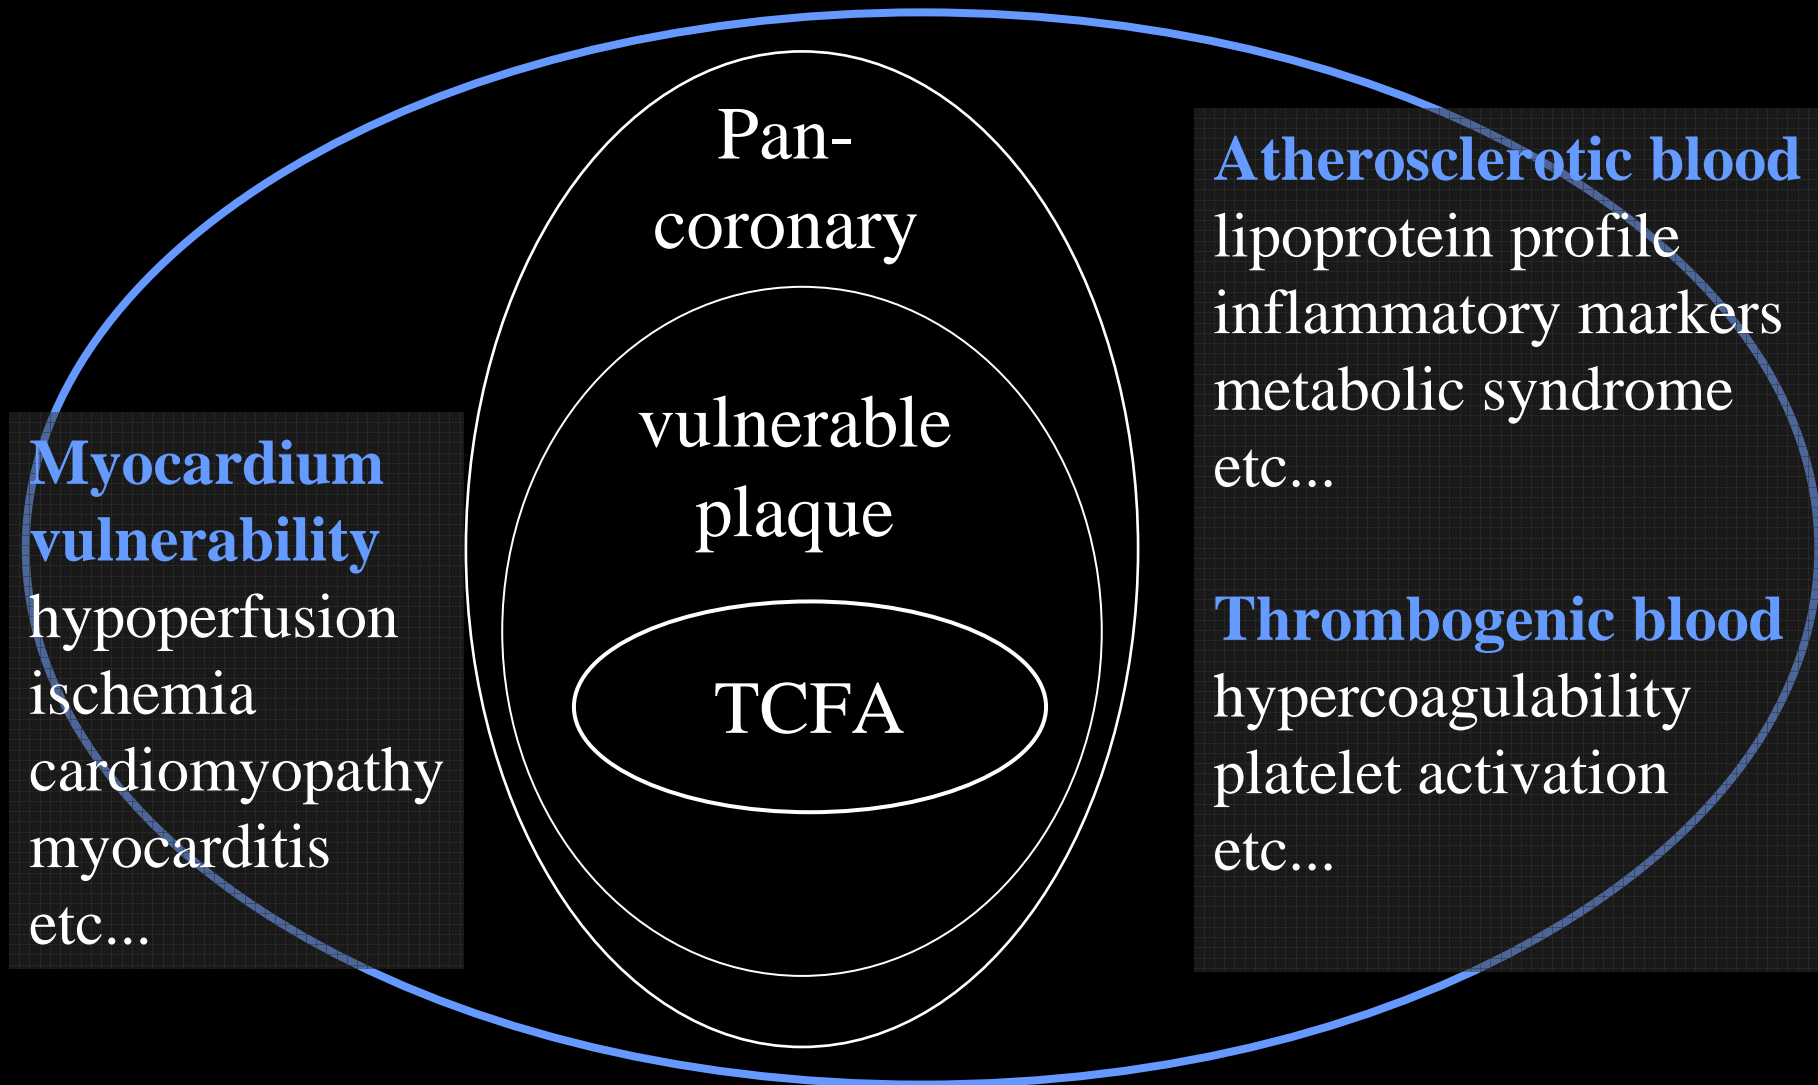 Pan-
coronary
vulnerable
plaque
TCFA
Myocardium
vulnerability
hypoperfusion
ischemia
cardiomyopathy
myocarditis
etc...
Atherosclerotic blood
lipoprotein profile
inflammatory markers
metabolic syndrome
etc...
Thrombogenic blood
hypercoagulability
platelet activation
etc...